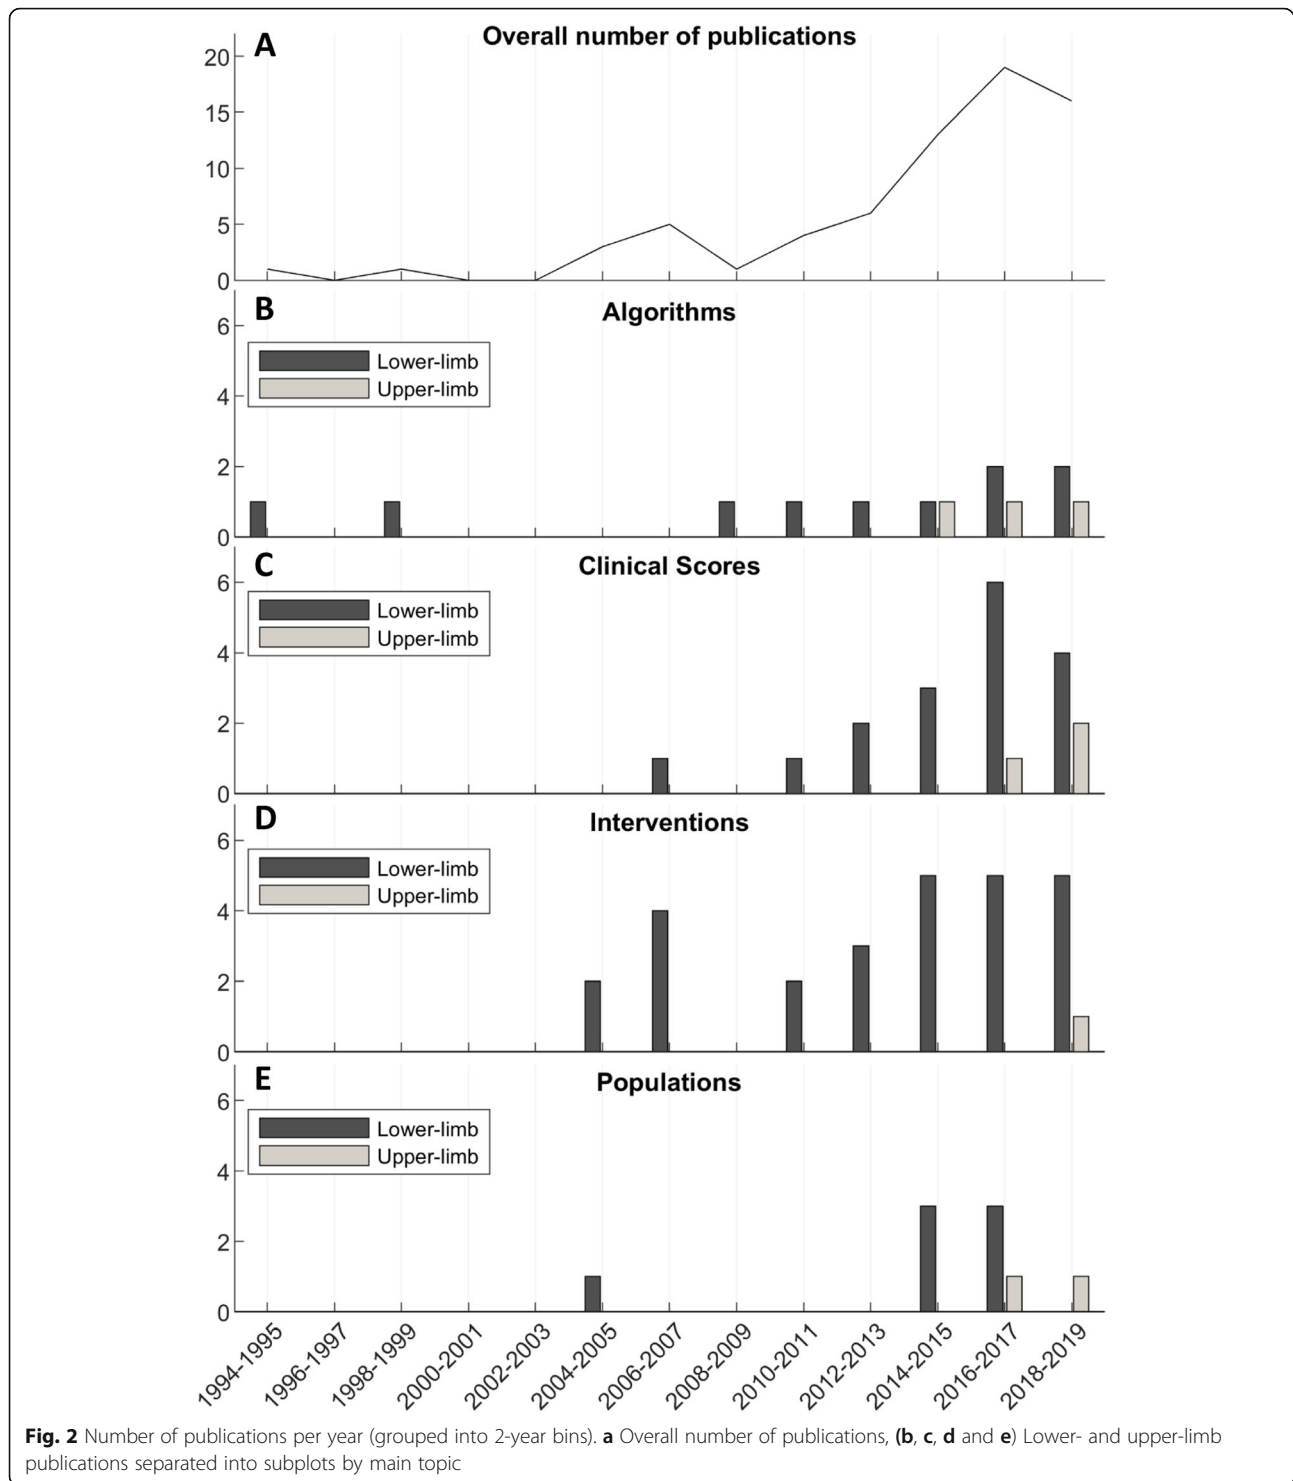 A
Overall number of publications
20
15
10
5
0
B
Algorithms
6
4
2
0
Lower-limb
Upper-limb
C
Clinical Scores
6
4
2
0
Lower-limb
Upper-limb
D
Interventions
6
4
2
0
Lower-limb
Upper-limb
E
Populations
6
4
2
0
Lower-limb
Upper-limb
1994-1995
1996-1997
1998-1999
2000-2001
2002-2003
2004-2005
2006-2007
2008-2009
2010-2011
2012-2013
2014-2015
2016-2017
2018-2019
Fig. 2 Number of publications per year (grouped into 2-year bins). a Overall number of publications, (b, c, d and e) Lower- and upper-limb
publications separated into subplots by main topic